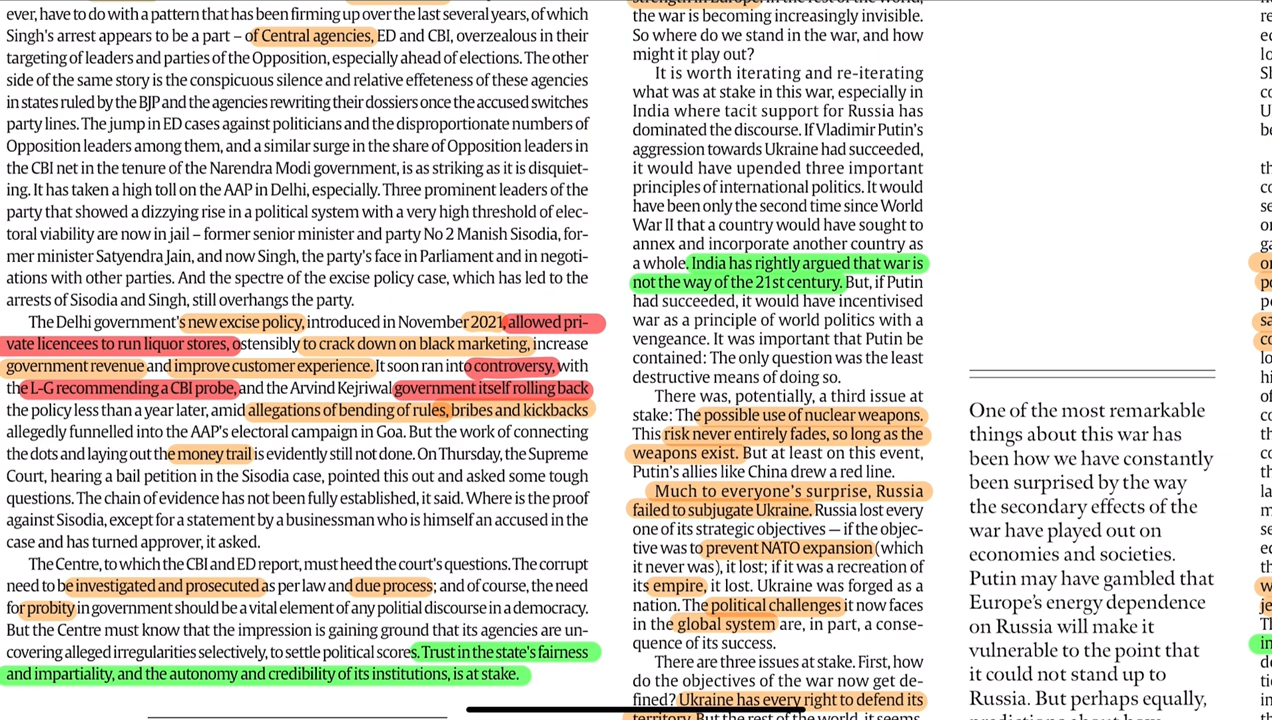 ever, have to do with a pattern that has been firming up over the last several years, of which
Singh's arrest appears to be a part – of Central agencies, ED and CBI, overzealous in their
targeting of leaders and parties of the Opposition, especially ahead of elections. The other
side of the same story is the conspicuous silence and relative effeteness of these agencies
in states ruled by the BJP and the agencies rewriting their dossiers once the accused switches
party lines. The jump in ED cases against politicians and the disproportionate numbers of
Opposition leaders among them, and a similar surge in the share of Opposition leaders in
the CBI net in the tenure of the Narendra Modi government, is as striking as it is disquiet-
ing. It has taken a high toll on the AAP in Delhi, especially. Three prominent leaders of the
party that showed a dizzying rise in a political system with a very high threshold of elec-
toral viability are now in jail – former senior minister and party No 2 Manish Sisodia, for-
mer minister Satyendra Jain, and now Singh, the party's face in Parliament and in negoti-
ations with other parties. And the spectre of the excise policy case, which has led to the
arrests of Sisodia and Singh, still overhangs the party.
The Delhi government's new excise policy, introduced in November 2021, allowed pri-
vate licencees to run liquor stores, ostensibly to crack down on black marketing, increase
government revenue and improve customer experience. It soon ran into controversy, with
the L-G recommending a CBI probe, and the Arvind Kejriwal government itself rolling back
the policy less than a year later, amid allegations of bending of rules, bribes and kickbacks
allegedly funnelled into the AAP's electoral campaign in Goa. But the work of connecting
the dots and laying out the money trail is evidently still not done. On Thursday, the Supreme
Court, hearing a bail petition in the Sisodia case, pointed this out and asked some tough
questions. The chain of evidence has not been fully established, it said. Where is the proof
against Sisodia, except for a statement by a businessman who is himself an accused in the
case and has turned approver, it asked.
The Centre, to which the CBI and ED report, must heed the court's questions. The corrupt
need to be investigated and prosecuted as per law and due process; and of course, the need
for probity in government should be a vital element of any politial discourse in a democracy.
But the Centre must know that the impression is gaining ground that its agencies are un-
covering alleged irregularities selectively, to settle political scores. Trust in the state's fairness
and impartiality, and the autonomy and credibility of its institutions, is at stake.
strength in Europe in the rest of the world,
the war is becoming increasingly invisible.
So where do we stand in the war, and how
might it play out?
It is worth iterating and re-iterating
what was at stake in this war, especially in
India where tacit support for Russia has
dominated the discourse. If Vladimir Putin's
aggression towards Ukraine had succeeded,
it would have upended three important
principles of international politics. It would
have been only the second time since World
War II that a country would have sought to
annex and incorporate another country as
a whole. India has rightly argued that war is
not the way of the 21st century. But, if Putin
had succeeded, it would have incentivised
war as a principle of world politics with a
vengeance. It was important that Putin be
contained: The only question was the least
destructive means of doing so.
There was, potentially, a third issue at
stake: The possible use of nuclear weapons.
This risk never entirely fades, so long as the
weapons exist. But at least on this event,
Putin's allies like China drew a red line.
Much to everyone's surprise, Russia
failed to subjugate Ukraine. Russia lost every
one of its strategic objectives — if the objec-
tive was to prevent NATO expansion (which
it never was), it lost; if it was a recreation of
its empire, it lost. Ukraine was forged as a
nation. The political challenges it now faces
in the global system are, in part, a conse-
quence of its success.
There are three issues at stake. First, how
do the objectives of the war now get de-
fined? Ukraine has every right to defend its
territory. But the rest of the world, it seems,
One of the most remarkable
things about this war has
been how we have constantly
been surprised by the way
the secondary effects of the
war have played out on
economies and societies.
Putin may have gambled that
Europe's energy dependence
on Russia will make it
vulnerable to the point that
it could not stand up to
Russia. But perhaps equally,
predictions about how